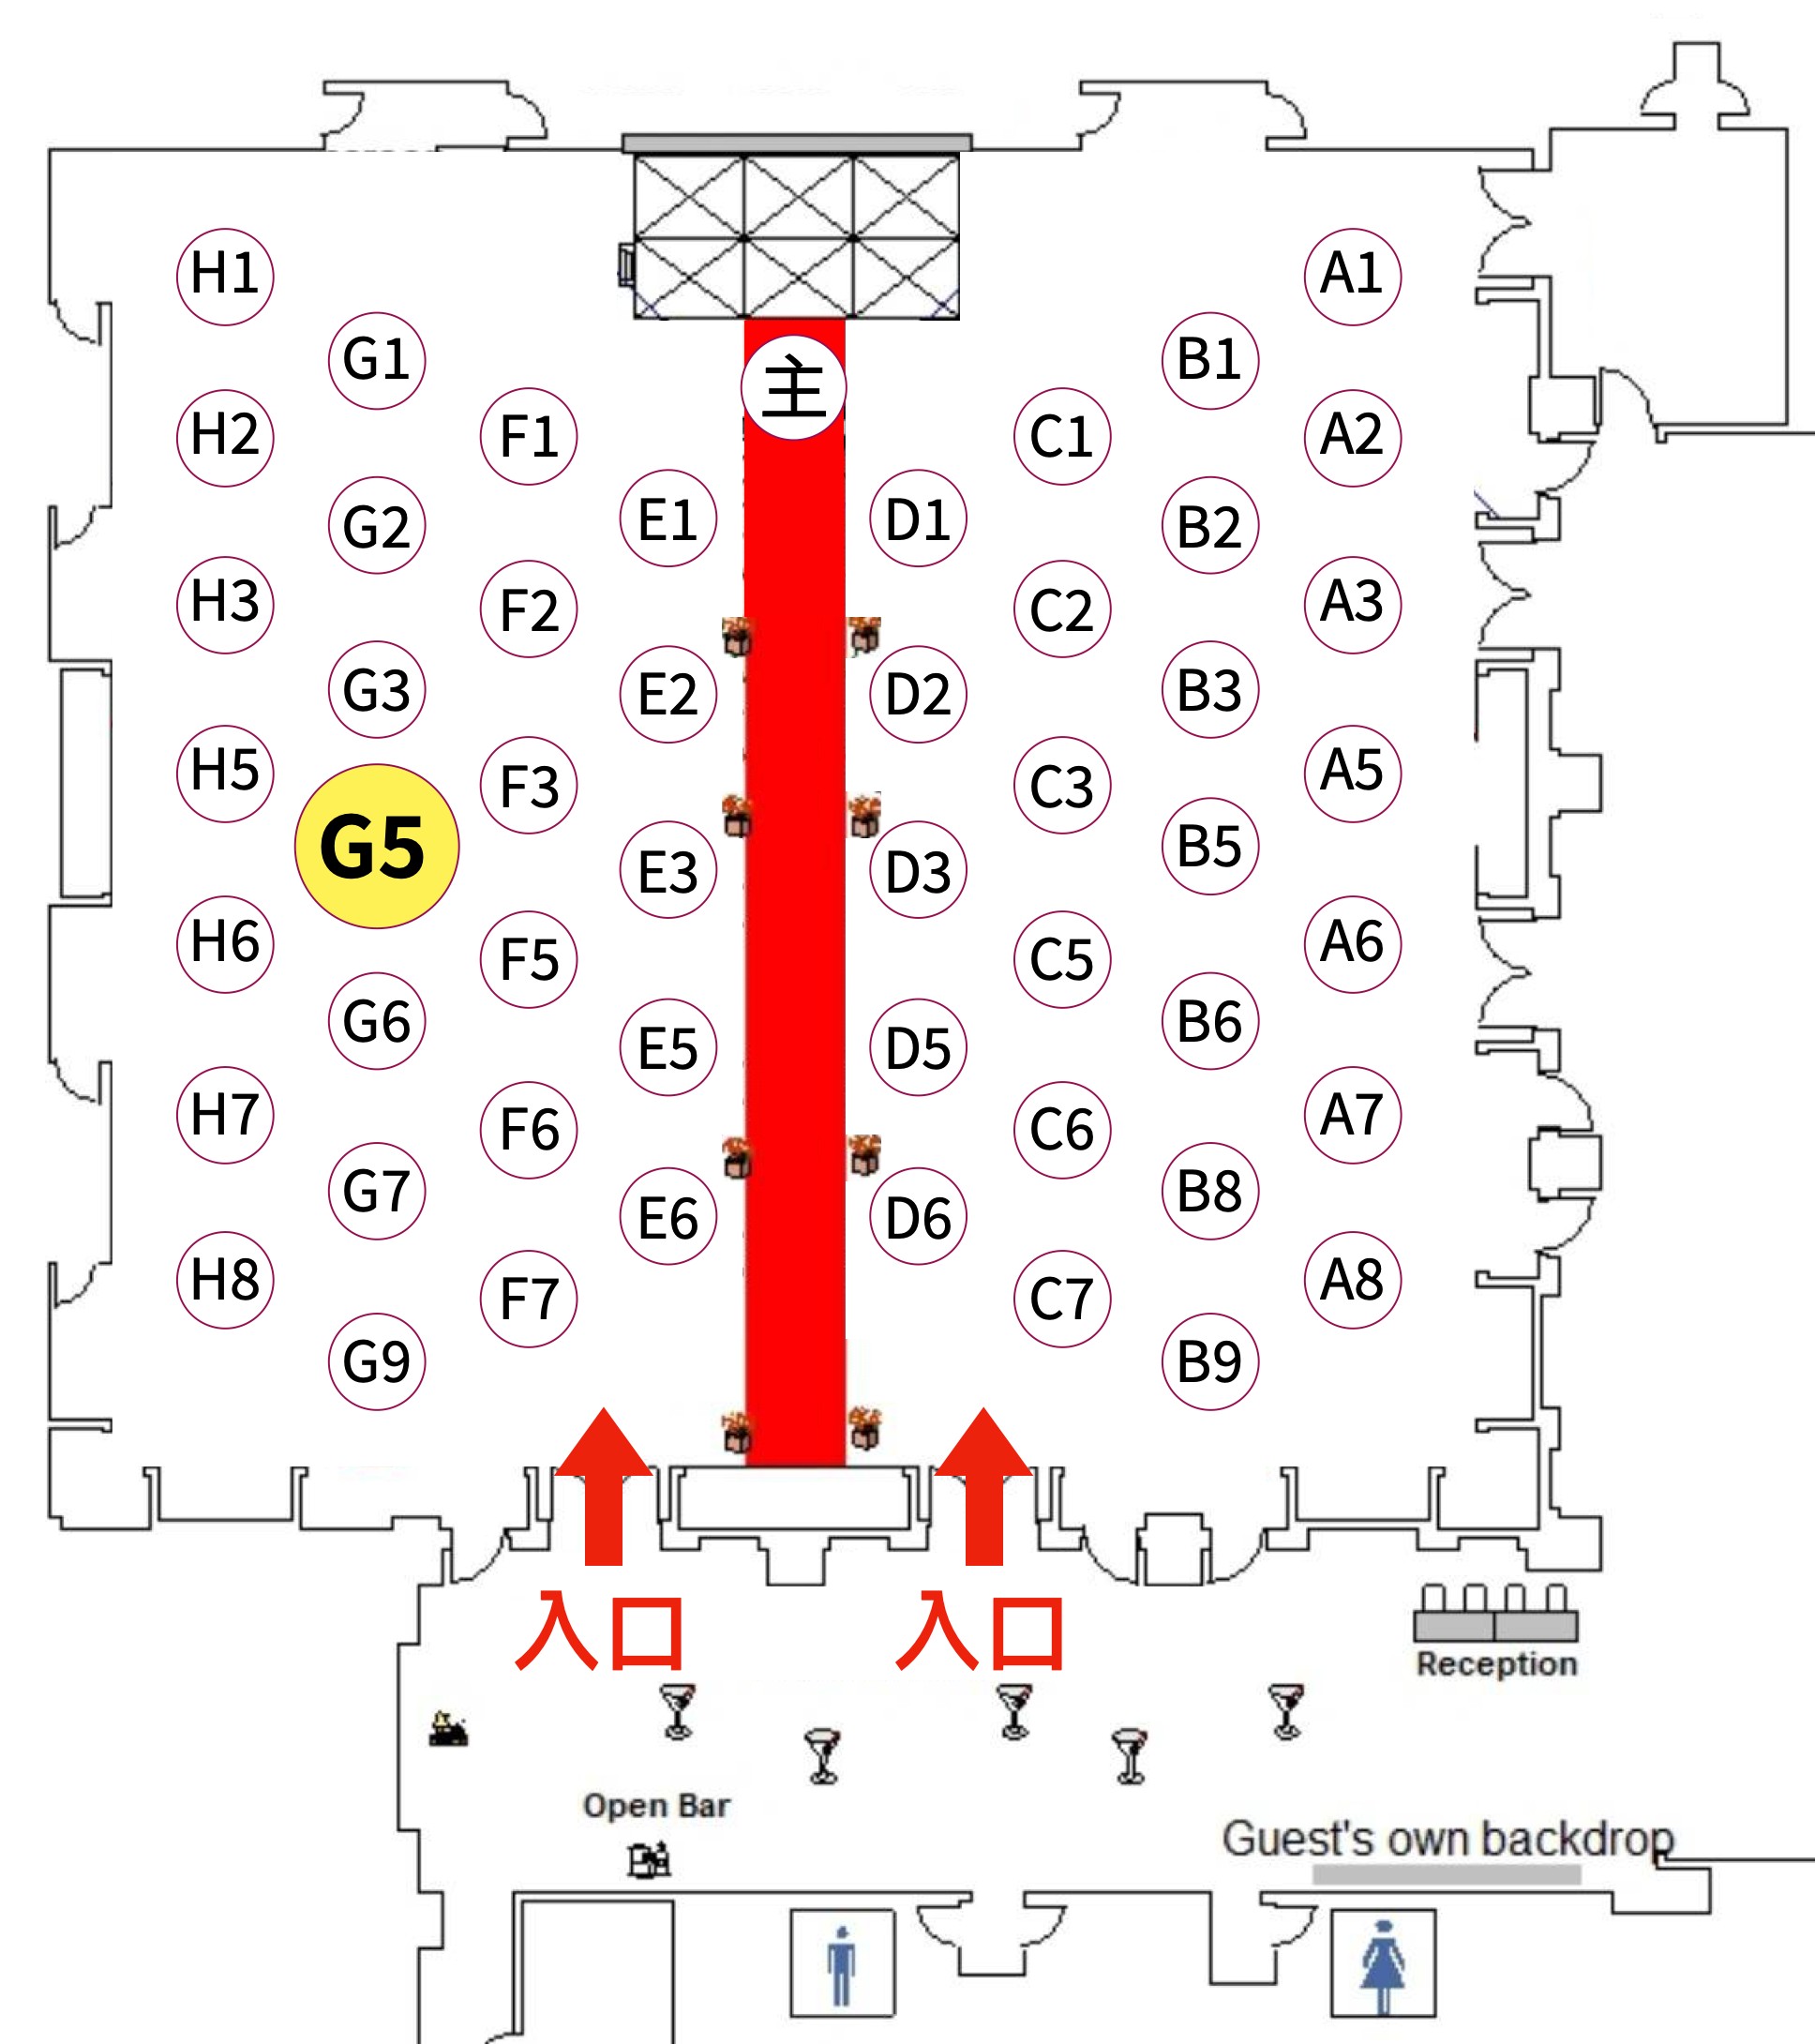 H1
A1
G1
B1
主
H2
F1
C1
A2
G2
E1
D1
B2
H3
F2
C2
A3
G3
E2
D2
B3
H5
F3
C3
A5
G5
E3
D3
B5
H6
F5
C5
A6
G6
E5
D5
B6
H7
F6
C6
A7
G7
E6
D6
B8
H8
F7
C7
A8
G9
B9
入口
入口
Reception
Open Bar
Guest's own backdrop